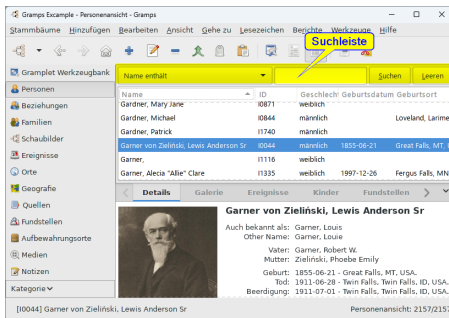 Gramps Excample - Personenansicht - Gramps
Stammbäume Hinzufügen Bearbeiten Ansicht Gehe zu Lesezeichen Berichte Werkzeuge Hilfe
Suchleiste
Gramplet Werkzeugbank
Name enthält Suchen Leeren
Personen
Name ID Geschlecht Geburtsdatum Geburtsort
Gardner, Mary Jane I0871 weiblich
Beziehungen
Gardner, Michael I0844 männlich Loveland, Larime
Familien
Gardner, Patrick I1740 männlich
Schaubilder
Garner von Zieliński, Lewis Anderson Sr I0044 männlich 1855-06-21 Great Falls, MT, U
Ereignisse
Garner, I1116 weiblich
Orte
Garner, Alecia "Allie" Clare I1335 weiblich 1997-12-26 Fergus Falls, MN
Geografie
Details Galerie Ereignisse Kinder Fundstellen
Quellen
Garner von Zieliński, Lewis Anderson Sr
Fundstellen
Auch bekannt als: Garner, Louis
Other Name: Garner, Louie
Aufbewahrungsorte
Vater: Garner, Robert W.
Medien
Mutter: Zieliński, Phoebe Emily
Notizen
Geburt: 1855-06-21 - Great Falls, MT, USA.
Tod: 1911-06-28 - Twin Falls, Twin Falls, ID, USA.
Kategorie
Beerdigung: 1911-07-01 - Twin Falls, Twin Falls, ID, USA.
[I0044] Garner von Zieliński, Lewis Anderson Sr Personenansicht: 2157/2157